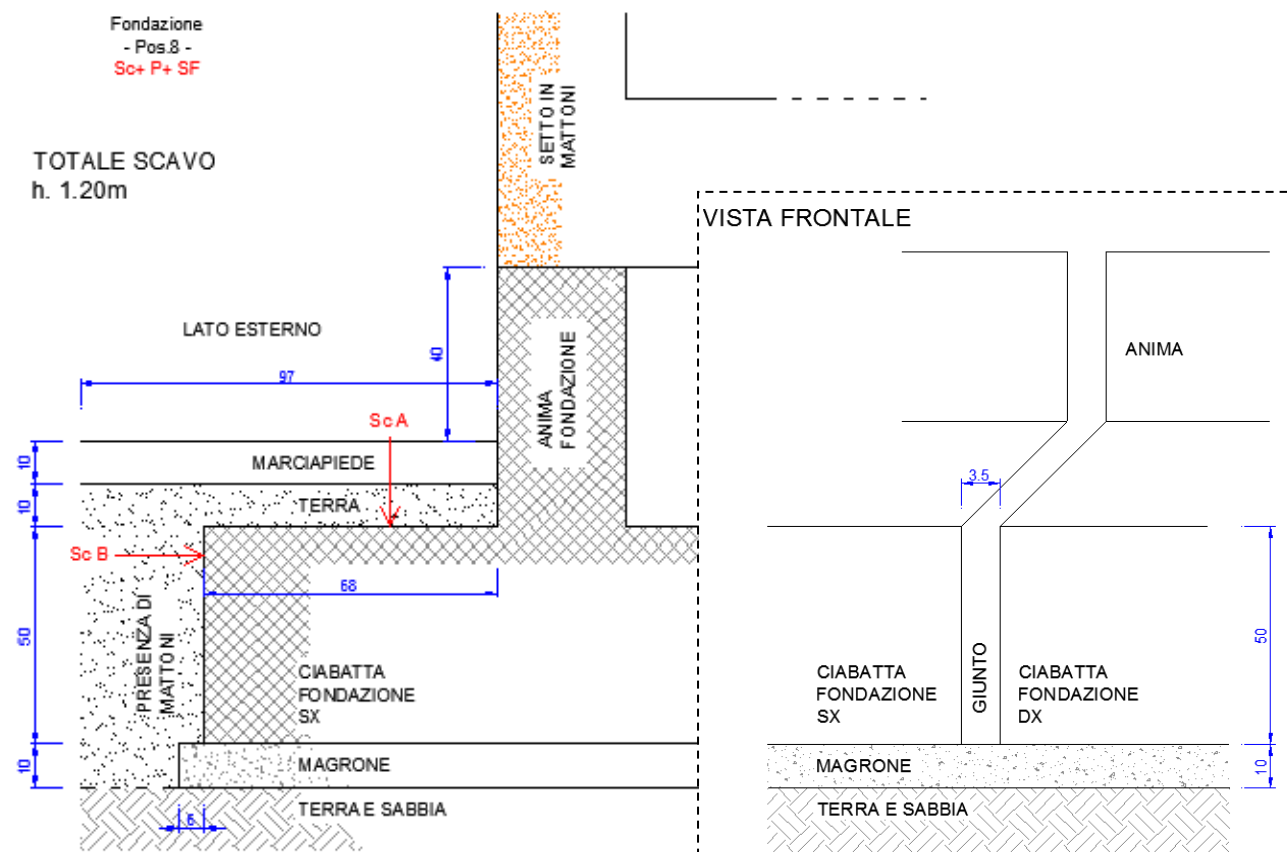 Fondazione
- Pos.8 -
Sc+ P+ SF
TOTALE SCAVO
h. 1.20m
SETTO IN
MATTONI
LATO ESTERNO
40
97
Sc A
ANIMA
FONDAZIONE
10
MARCIAPIEDE
10
TERRA
Sc B
68
50
PRESENZA DI
MATTONI
CIABATTA
FONDAZIONE
SX
10
MAGRONE
TERRA E SABBIA
6
VISTA FRONTALE
ANIMA
3.5
50
CIABATTA
FONDAZIONE
SX
GIUNTO
CIABATTA
FONDAZIONE
DX
MAGRONE
10
TERRA E SABBIA